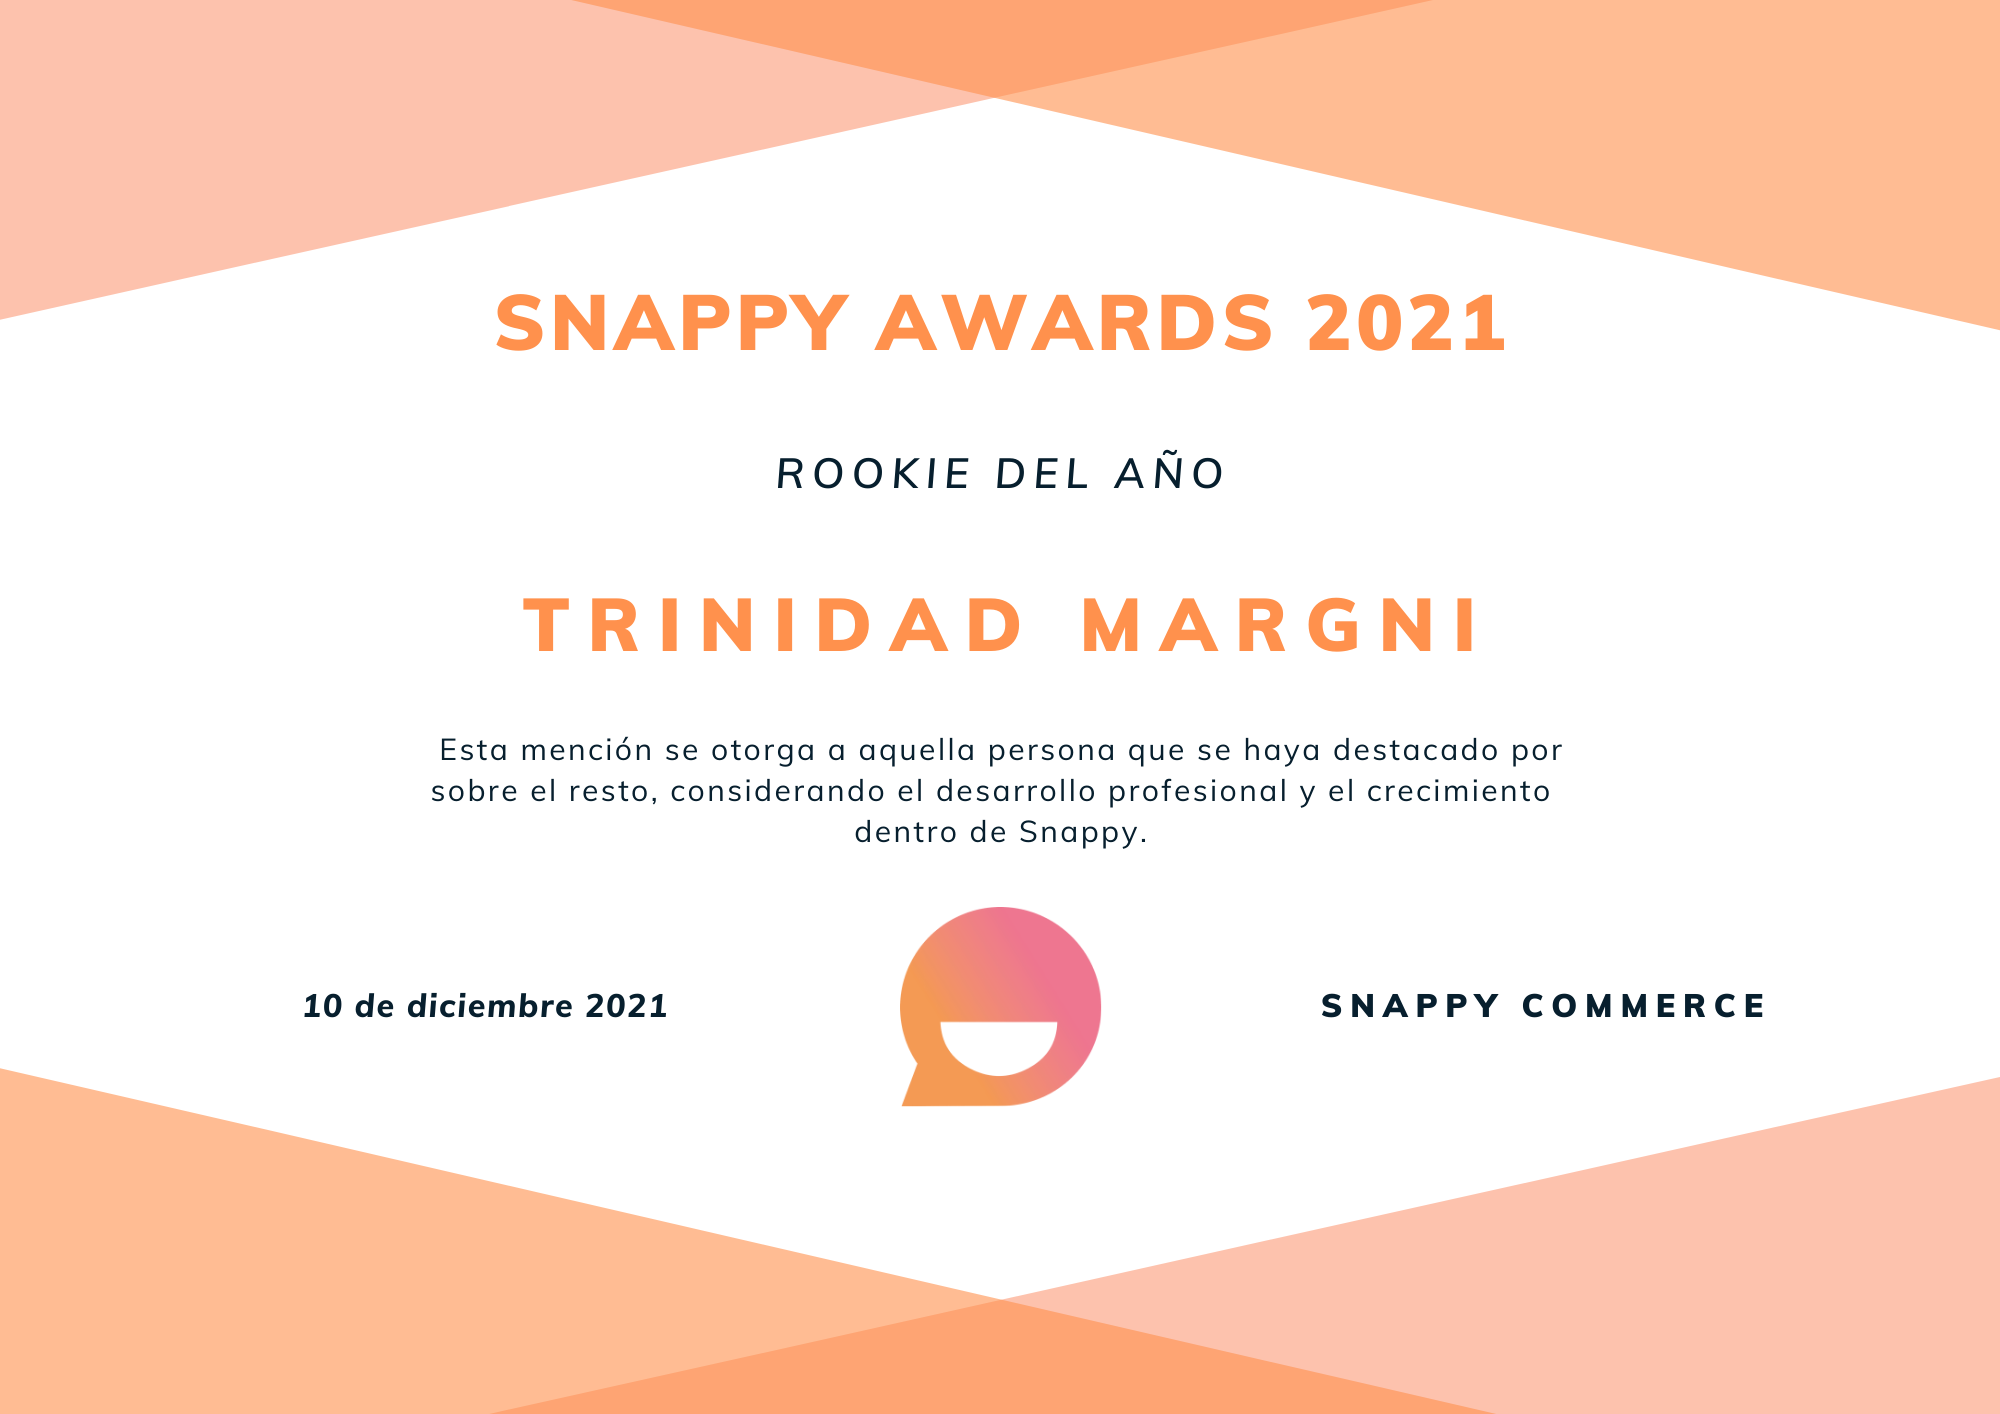 SNAPPY AWARDS 2021
ROOKIE DEL AÑO
TRINIDAD MARGNI
Esta mención se otorga a aquella persona que se haya destacado por
sobre el resto, considerando el desarrollo profesional y el crecimiento
dentro de Snappy.
10 de diciembre 2021
SNAPPY COMMERCE